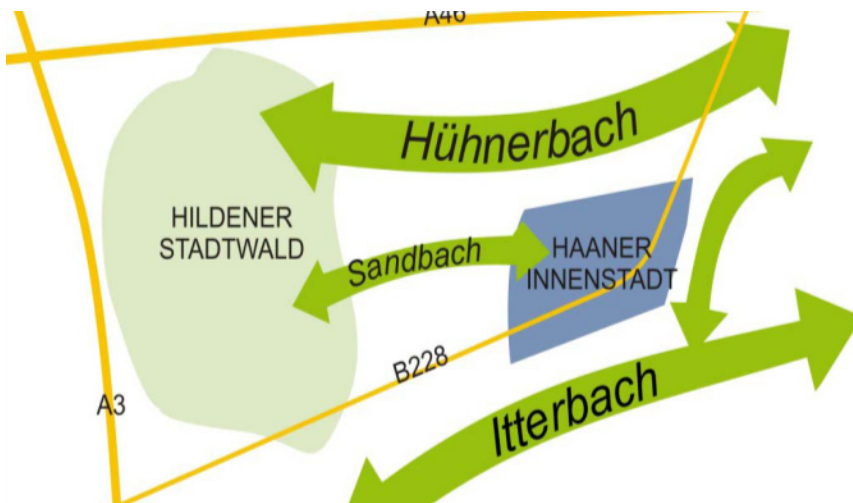 A46
Hühnerbach
HILDENER
STADTWALD
Sandbach
HAANER
INNENSTADT
B228
A3
Itterbach